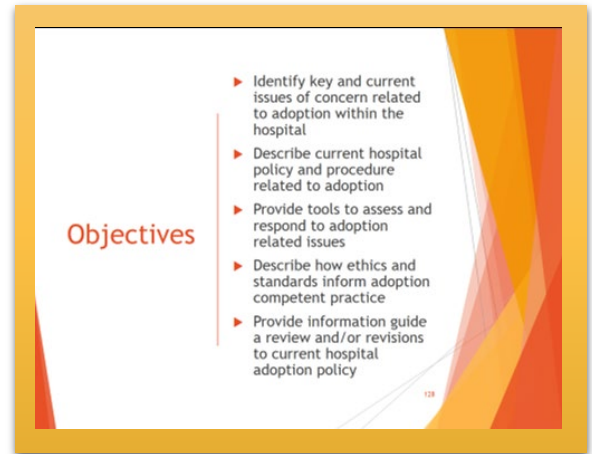 Objectives
Identify key and current
issues of concern related
to adoption within the
hospital
Describe current hospital
policy and procedure
related to adoption
Provide tools to assess and
respond to adoption
related issues
Describe how ethics and
standards inform adoption
competent practice
Provide information guide
a review and/or revisions
to current hospital
adoption policy
128